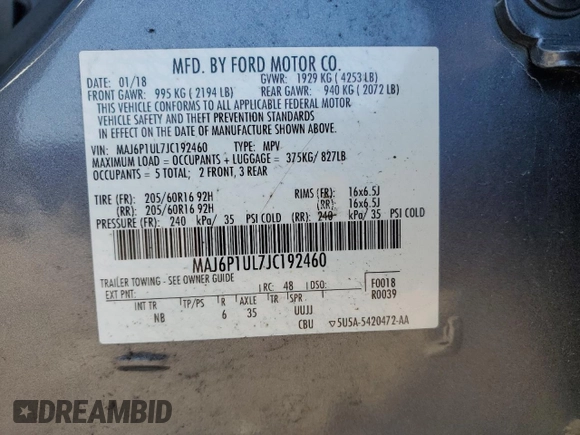 MFD. BY FORD MOTOR CO.
DATE: 01/18 GVWR: 1929 KG ( 4253 LB)
FRONT GAWR: 995 KG ( 2194 LB) REAR GAWR: 940 KG ( 2072 LB)
THIS VEHICLE CONFORMS TO ALL APPLICABLE FEDERAL MOTOR
VEHICLE SAFETY AND THEFT PREVENTION STANDARDS
IN EFFECT ON THE DATE OF MANUFACTURE SHOWN ABOVE.
VIN: MAJ6P1UL7JC192460 TYPE: MPV
MAXIMUM LOAD = OCCUPANTS + LUGGAGE = 375KG/ 827LB
OCCUPANTS = 5 TOTAL; 2 FRONT, 3 REAR
TIRE (FR): 205/60R16 92H RIMS (FR): 16x6.5J
(RR): 205/60R16 92H (RR): 16x6.5J
PRESSURE (FR): 240 kPa/ 35 PSI COLD (RR): 240 kPa/ 35 PSI COLD
MAJ6P1UL7JC192460
TRAILER TOWING - SEE OWNER GUIDE
EXT PNT: RC: 48 DSO: F0018
R0039
INT TR TP/PS R AXLE TR SPR
NB 6 35 UUJJ
CBU ▽5U5A-5420472-AA
DREAMBID